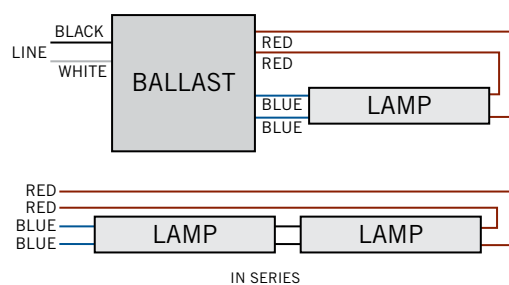 BLACK
LINE
WHITE
BALLAST
RED
RED
BLUE
BLUE
LAMP
RED
RED
BLUE
BLUE
LAMP
LAMP
IN SERIES